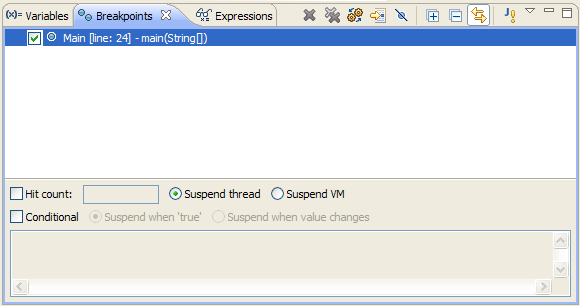 (x)= Variables Breakpoints Expressions
Main [line: 24] - main(String[])
Hit count: Suspend thread Suspend VM
Conditional Suspend when 'true' Suspend when value changes